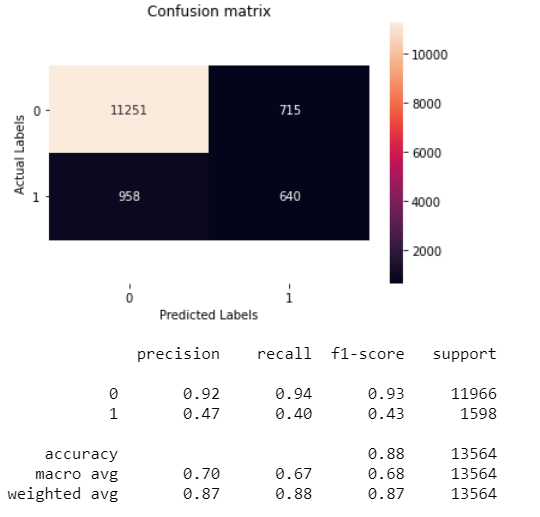 Confusion matrix
10000
8000
6000
4000
2000
Actual Labels
0
11251 715
1
958 640
0 1
Predicted Labels
precision recall f1-score support
0 0.92 0.94 0.93 11966
1 0.47 0.40 0.43 1598
accuracy 0.88 13564
macro avg 0.70 0.67 0.68 13564
weighted avg 0.87 0.88 0.87 13564